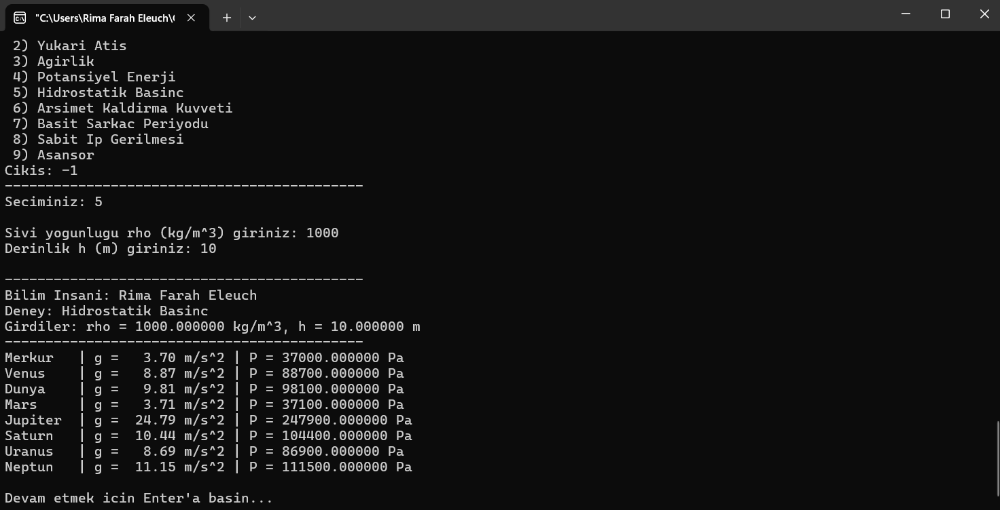 "C:\Users\Rima Farah Eleuch\
 2) Yukari Atis
 3) Agirlik
 4) Potansiyel Enerji
 5) Hidrostatik Basinc
 6) Arsimet Kaldirma Kuvveti
 7) Basit Sarkac Periyodu
 8) Sabit Ip Gerilmesi
 9) Asansor
Cikis: -1
--------------------------------------------
Seciminiz: 5
Sivi yogunlugu rho (kg/m^3) giriniz: 1000
Derinlik h (m) giriniz: 10
--------------------------------------------
Bilim Insani: Rima Farah Eleuch
Deney: Hidrostatik Basinc
Girdiler: rho = 1000.000000 kg/m^3, h = 10.000000 m
--------------------------------------------
Merkur   | g =   3.70 m/s^2 | P = 37000.000000 Pa
Venus    | g =   8.87 m/s^2 | P = 88700.000000 Pa
Dunya    | g =   9.81 m/s^2 | P = 98100.000000 Pa
Mars     | g =   3.71 m/s^2 | P = 37100.000000 Pa
Jupiter  | g =  24.79 m/s^2 | P = 247900.000000 Pa
Saturn   | g =  10.44 m/s^2 | P = 104400.000000 Pa
Uranus   | g =   8.69 m/s^2 | P = 86900.000000 Pa
Neptun   | g =  11.15 m/s^2 | P = 111500.000000 Pa
Devam etmek icin Enter'a basin...